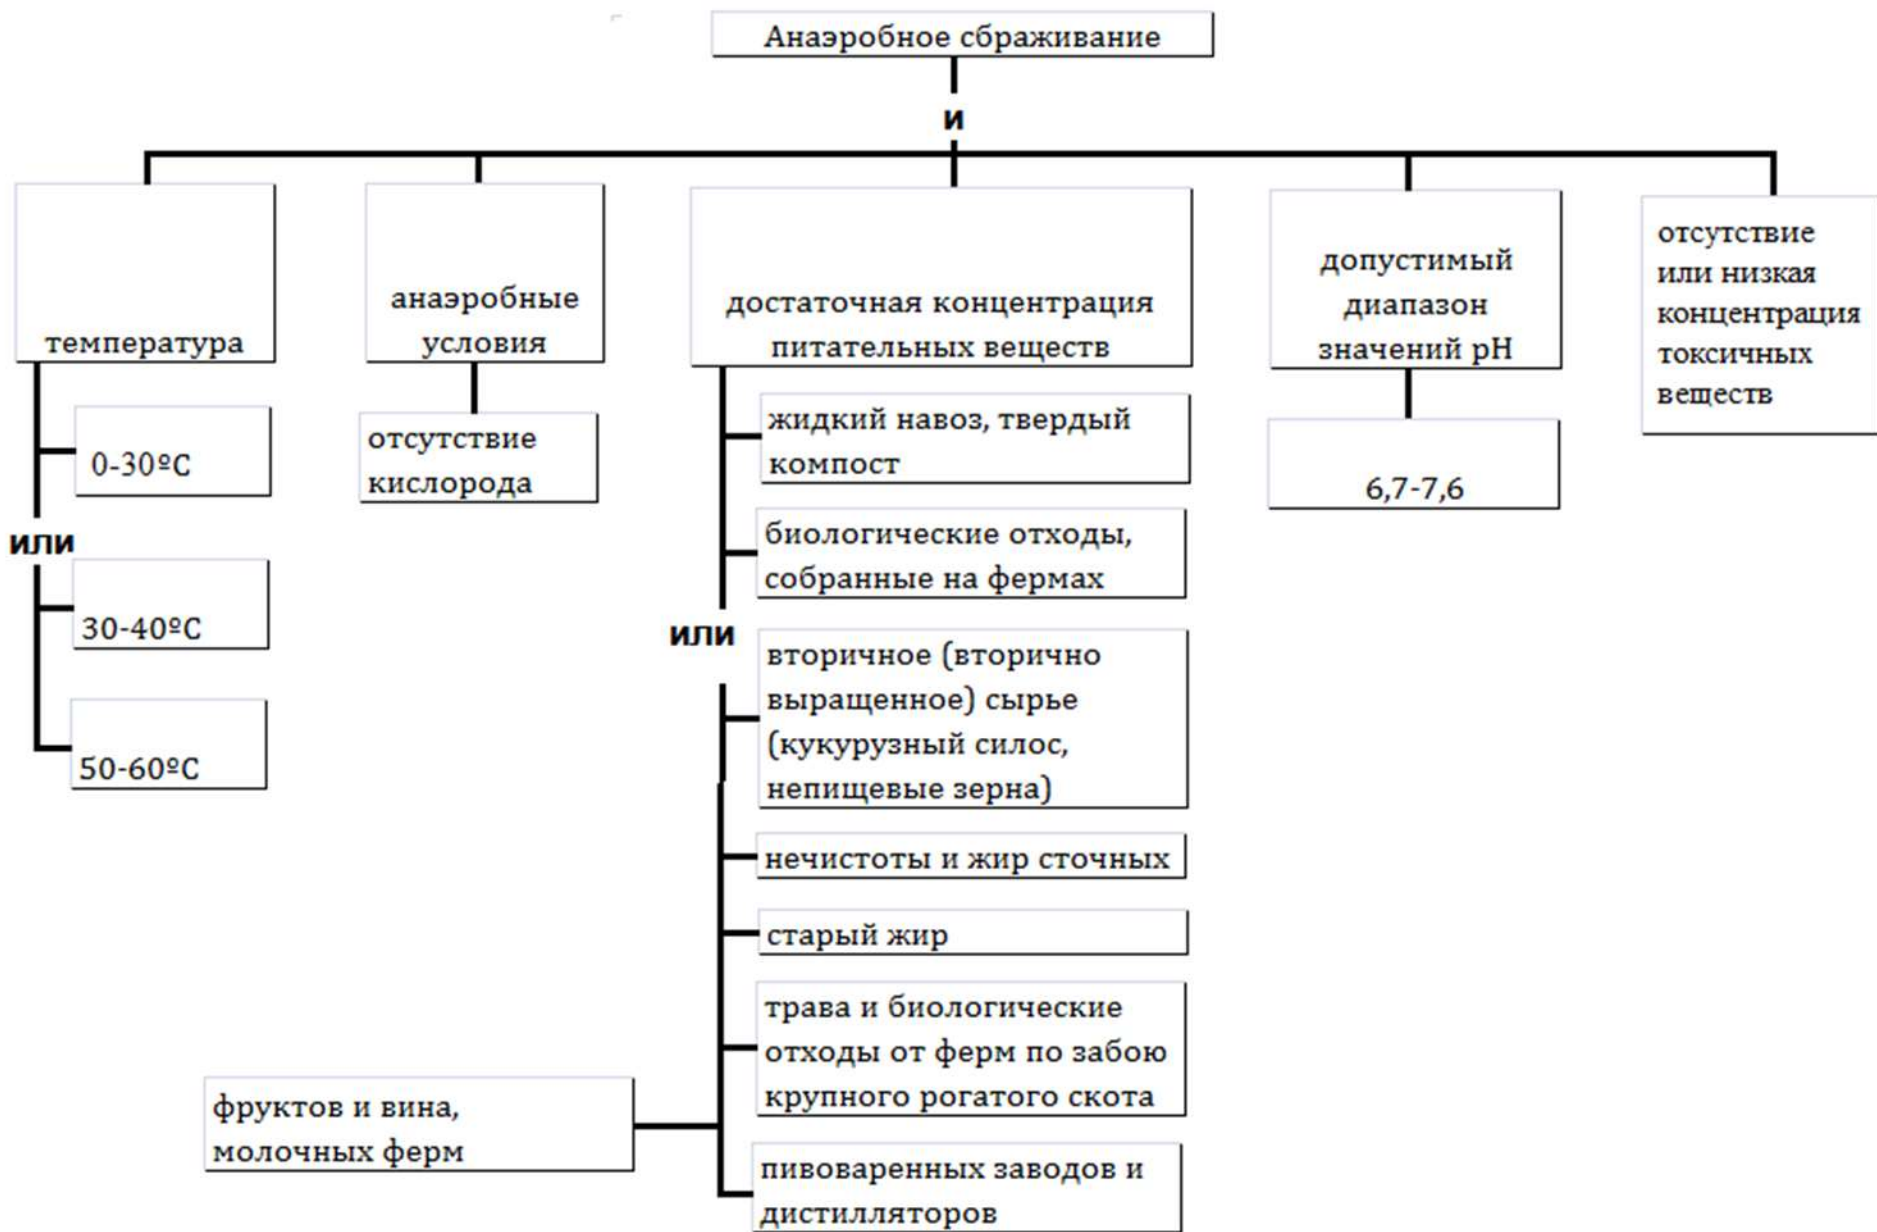 Анаэробное сбраживание
и
температура
анаэробные
условия
достаточная концентрация
питательных веществ
допустимый
диапазон
значений pH
отсутствие
или низкая
концентрация
токсичных
веществ
0-30ºC
или
30-40ºC
50-60ºC
отсутствие
кислорода
жидкий навоз, твердый
компост
биологические отходы,
собранные на фермах
или
вторичное (вторично
выращенное) сырье
(кукурузный силос,
непищевые зерна)
нечистоты и жир сточных
старый жир
трава и биологические
отходы от ферм по забою
крупного рогатого скота
фруктов и вина,
молочных ферм
пивоваренных заводов и
дистилляторов
6,7-7,6